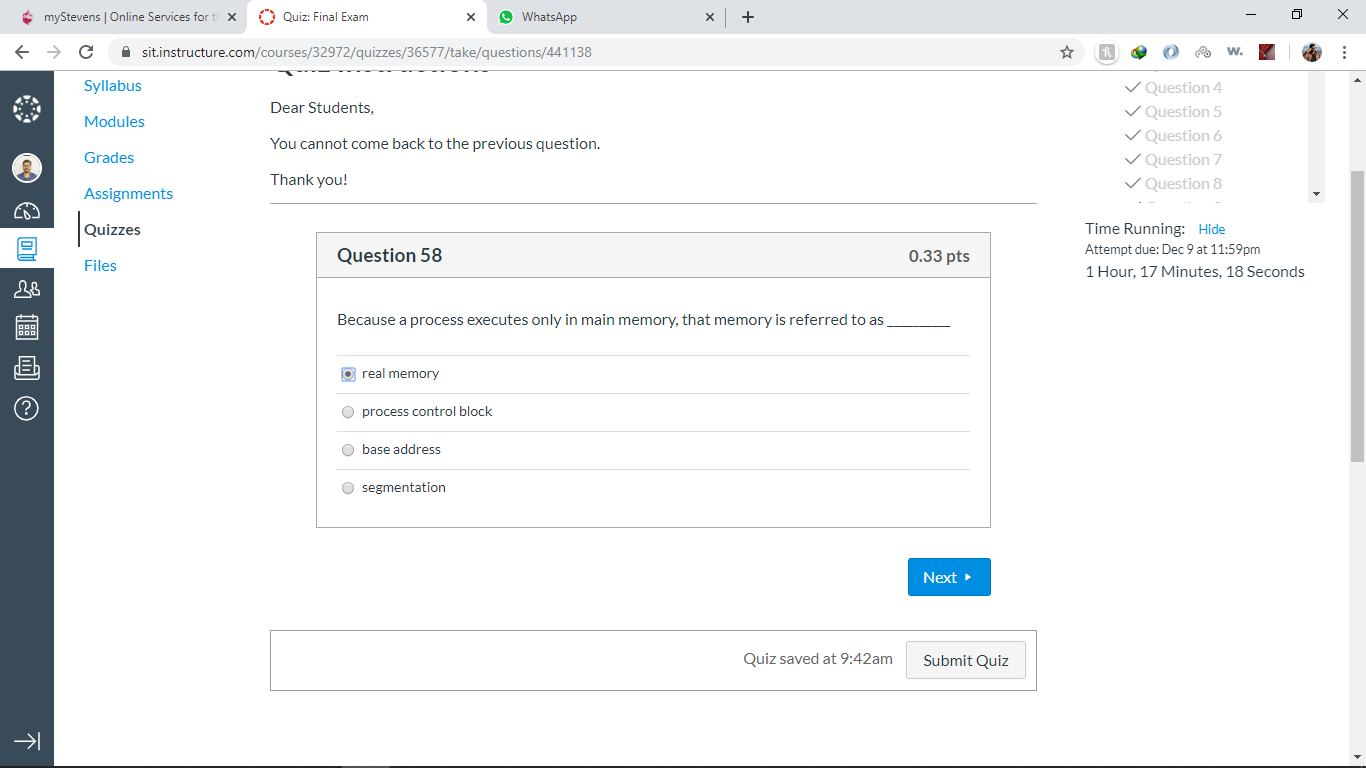 myStevens | Online Services for t
Quiz: Final Exam
WhatsApp
sit.instructure.com/courses/32972/quizzes/36577/take/questions/441138
Syllabus
Modules
Grades
Assignments
Quizzes
Files
Quiz Instructions
Dear Students,
You cannot come back to the previous question.
Thank you!
Question 4
Question 5
Question 6
Question 7
Question 8
Time Running: Hide
Attempt due: Dec 9 at 11:59pm
1 Hour, 17 Minutes, 18 Seconds
Question 58 0.33 pts
Because a process executes only in main memory, that memory is referred to as __________
real memory
process control block
base address
segmentation
Next
Quiz saved at 9:42am Submit Quiz